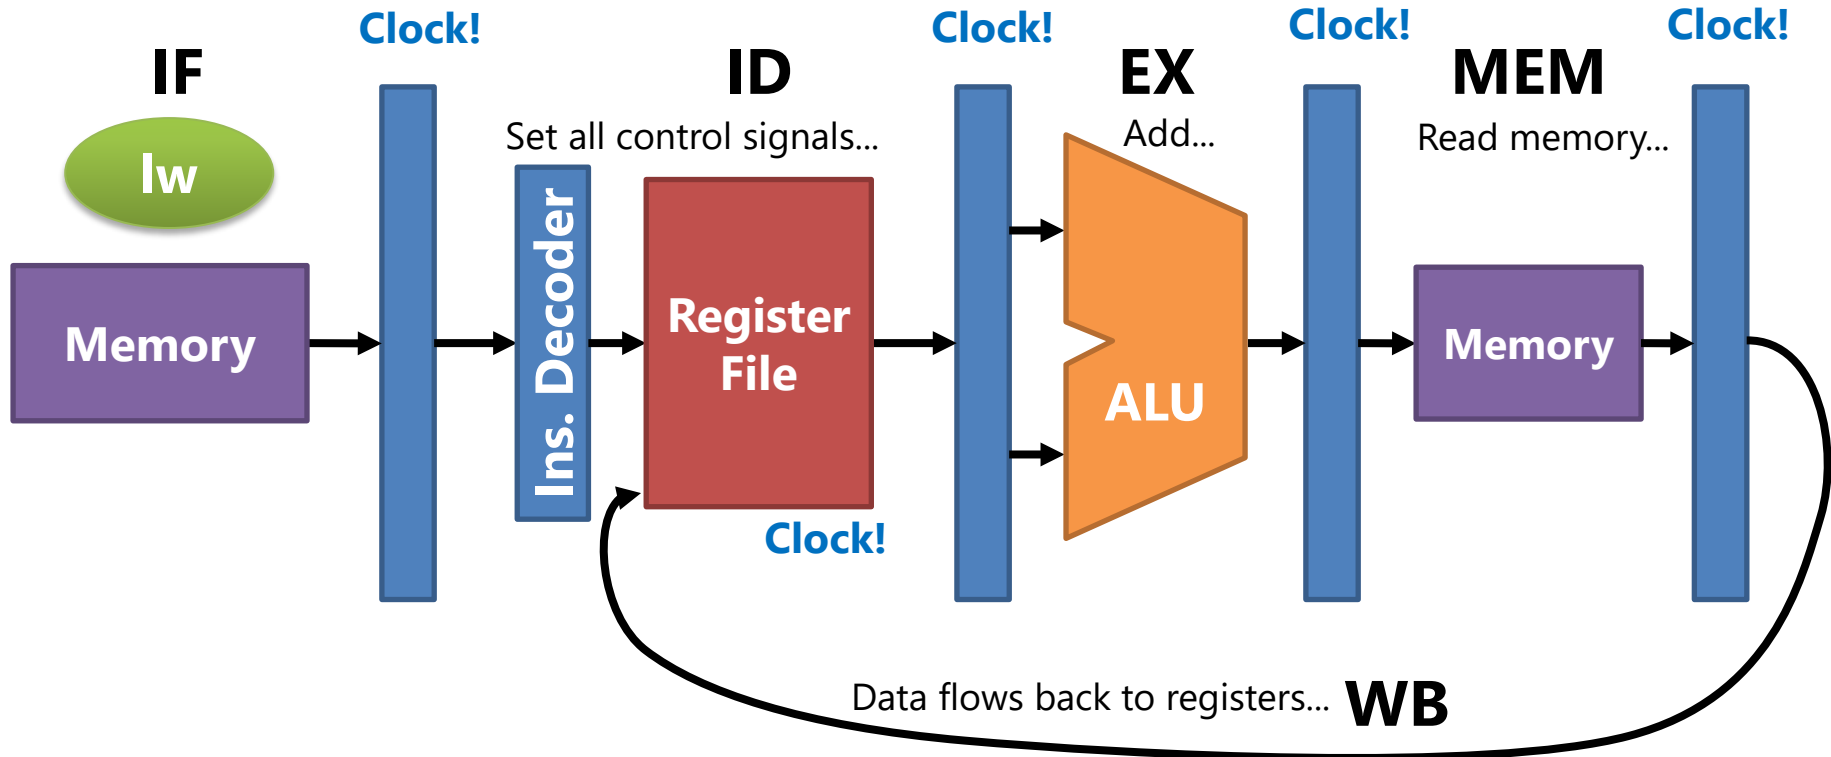 Clock!
Clock!
Clock!
Clock!
IF
ID
EX
MEM
Set all control signals...
Add...
Read memory...
lw
Memory
Ins. Decoder
Register
File
ALU
Memory
Clock!
Data flows back to registers...
WB